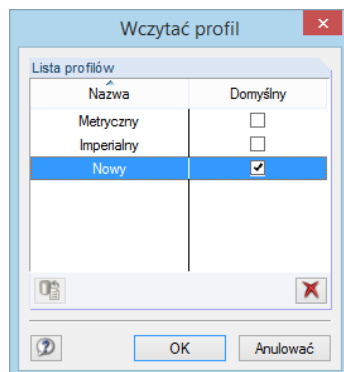 Wczytać profil
Lista profilów
Nazwa Domyślny
Metryczny
Imperialny
Nowy
OK Anulować